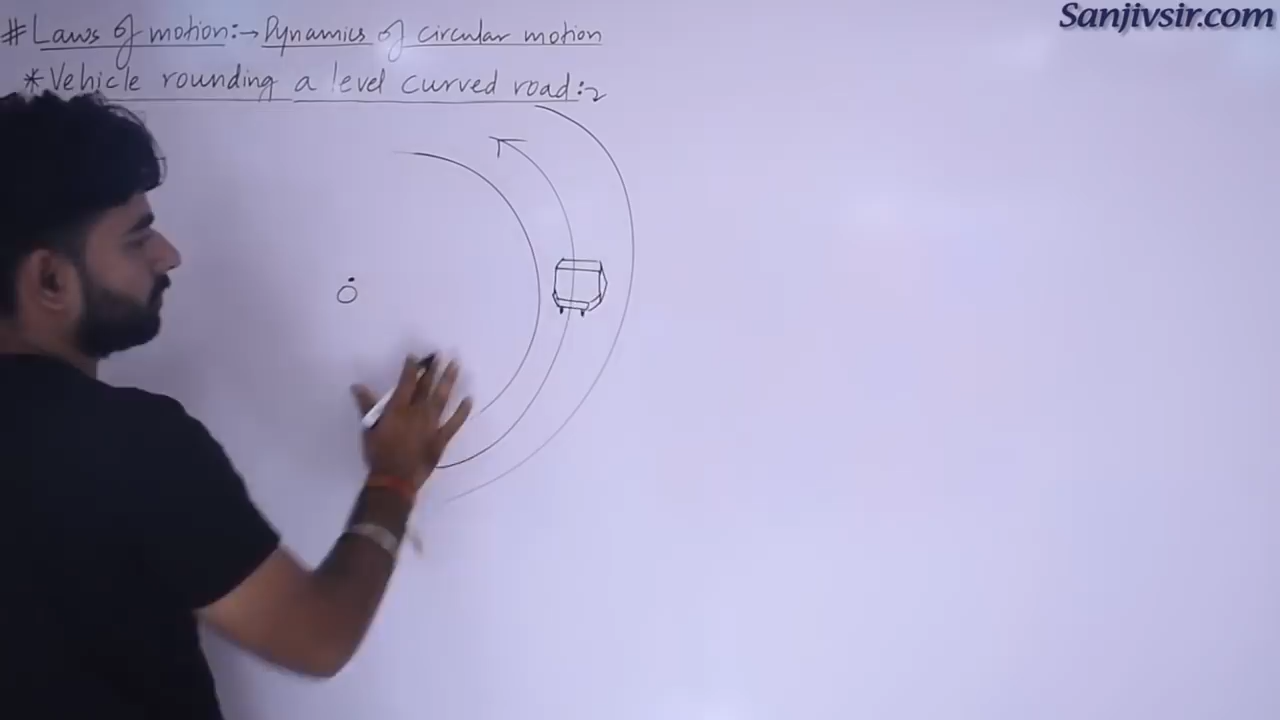 Sanjivsir.com
# Laws of motion:→ Dynamics of circular motion
* Vehicle rounding a level curved road:→
O